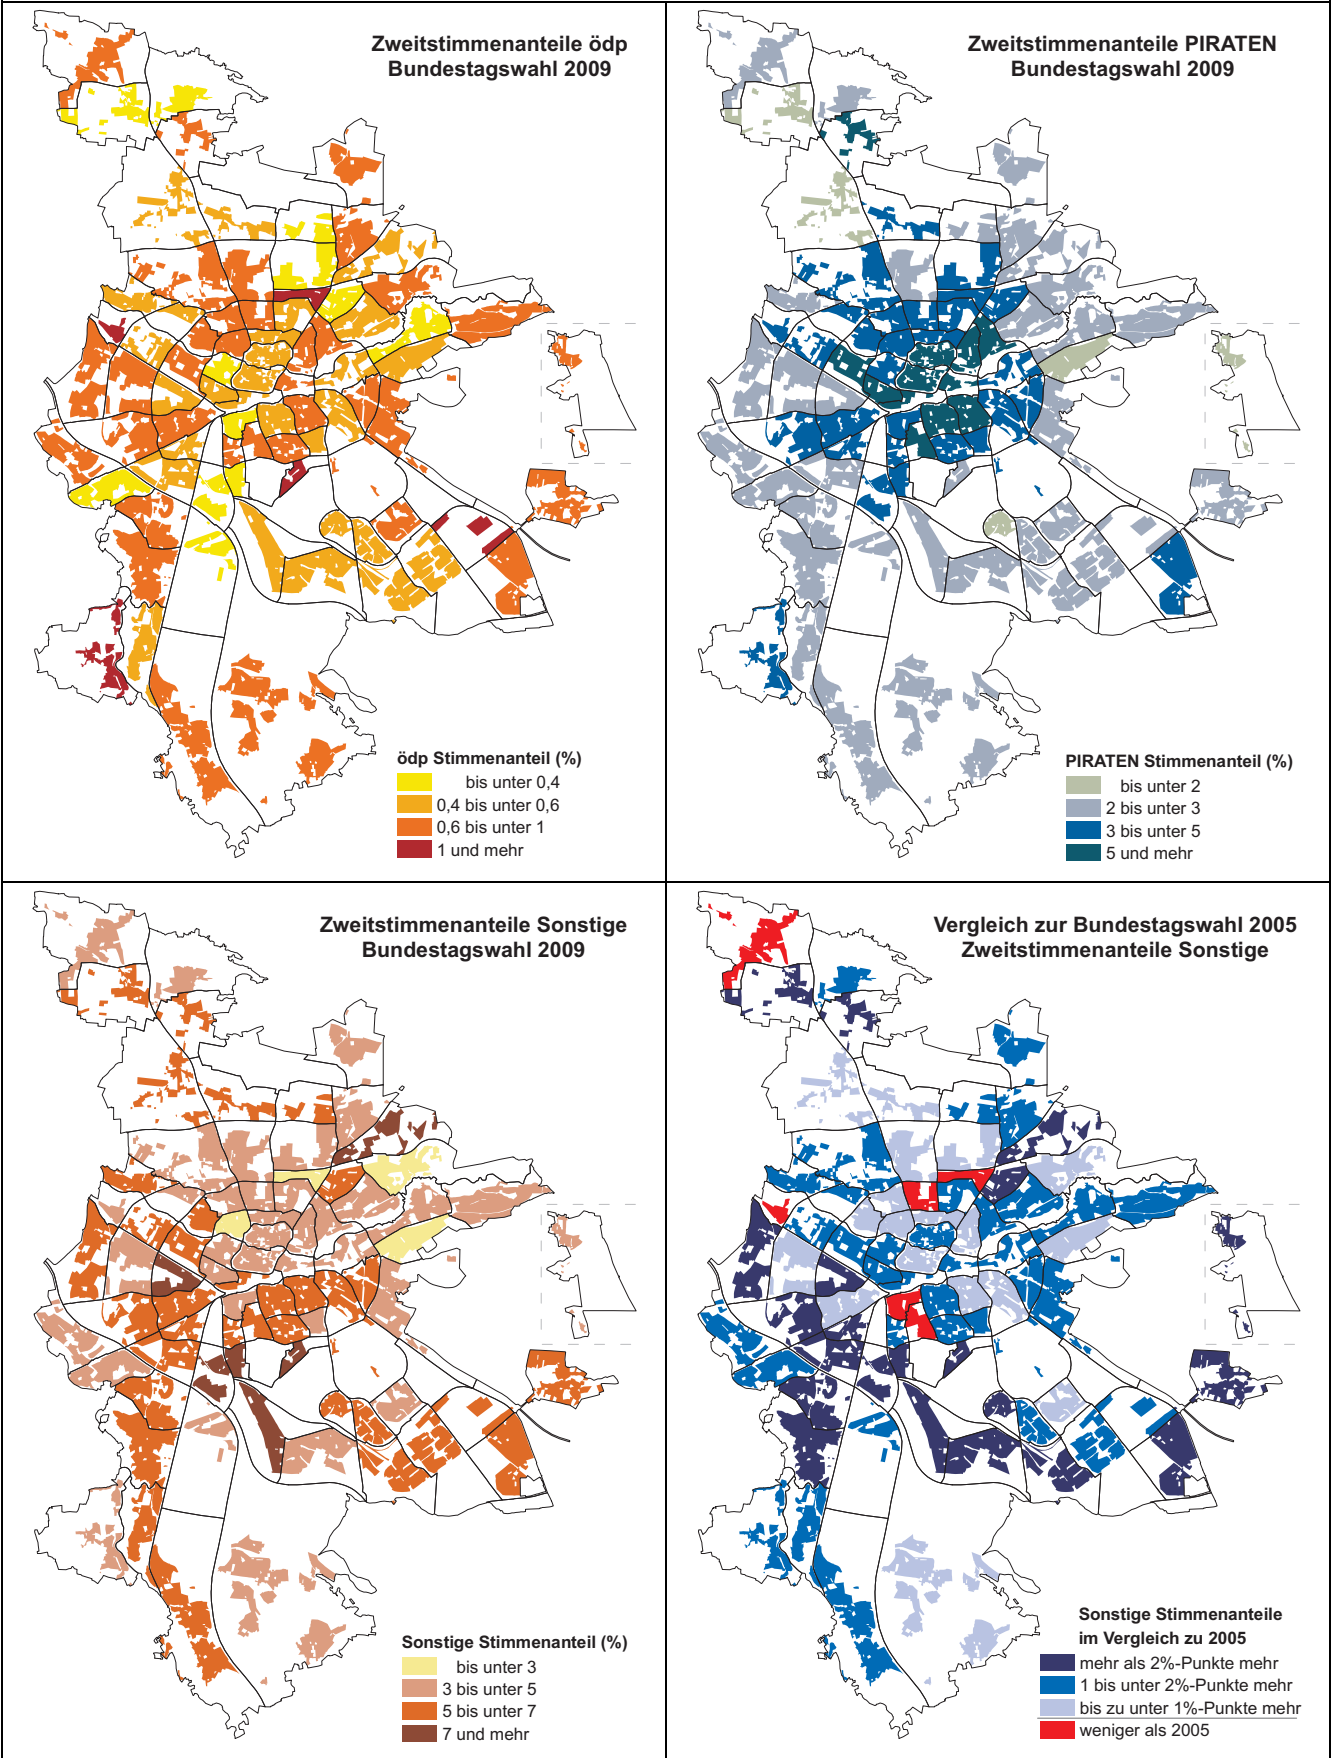 Zweitstimmenanteile ödp
Bundestagswahl 2009
ödp Stimmenanteil (%)
bis unter 0,4
0,4 bis unter 0,6
0,6 bis unter 1
1 und mehr
Zweitstimmenanteile PIRATEN
Bundestagswahl 2009
PIRATEN Stimmenanteil (%)
bis unter 2
2 bis unter 3
3 bis unter 5
5 und mehr
Zweitstimmenanteile Sonstige
Bundestagswahl 2009
Sonstige Stimmenanteil (%)
bis unter 3
3 bis unter 5
5 bis unter 7
7 und mehr
Vergleich zur Bundestagswahl 2005
Zweitstimmenanteile Sonstige
Sonstige Stimmenanteile
im Vergleich zu 2005
mehr als 2%-Punkte mehr
1 bis unter 2%-Punkte mehr
bis zu unter 1%-Punkte mehr
weniger als 2005